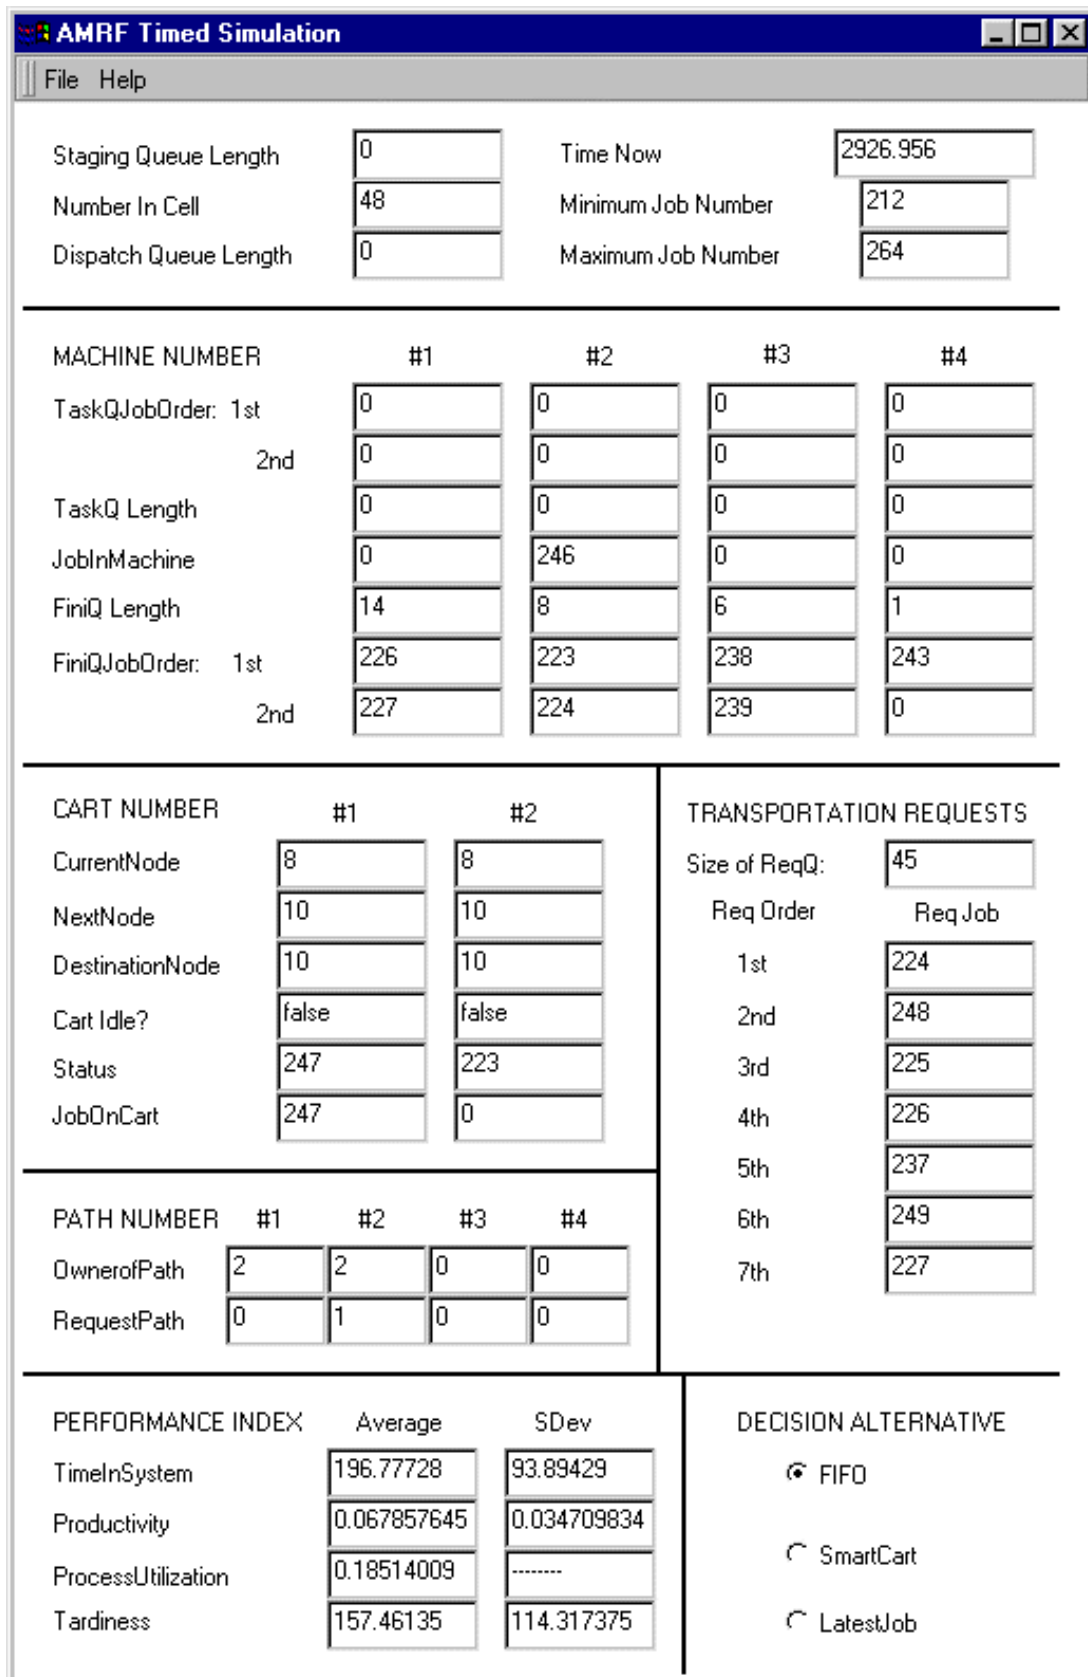 AMRF Timed Simulation
File Help
Staging Queue Length 0 Time Now 2926.956
Number In Cell 48 Minimum Job Number 212
Dispatch Queue Length 0 Maximum Job Number 264
MACHINE NUMBER #1 #2 #3 #4
TaskQJobOrder: 1st 0 0 0 0
2nd 0 0 0 0
TaskQ Length 0 0 0 0
JobInMachine 0 246 0 0
FiniQ Length 14 8 6 1
FiniQJobOrder: 1st 226 223 238 243
2nd 227 224 239 0
CART NUMBER #1 #2
CurrentNode 8 8
NextNode 10 10
DestinationNode 10 10
Cart Idle? false false
Status 247 223
JobOnCart 247 0
TRANSPORTATION REQUESTS
Size of ReqQ: 45
Req Order Req Job
1st 224
2nd 248
3rd 225
4th 226
5th 237
6th 249
7th 227
PATH NUMBER #1 #2 #3 #4
OwnerofPath 2 2 0 0
RequestPath 0 1 0 0
PERFORMANCE INDEX Average SDev
TimeInSystem 196.77728 93.89429
Productivity 0.067857645 0.034709834
ProcessUtilization 0.18514009 --------
Tardiness 157.46135 114.317375
DECISION ALTERNATIVE
FIFO
SmartCart
LatestJob